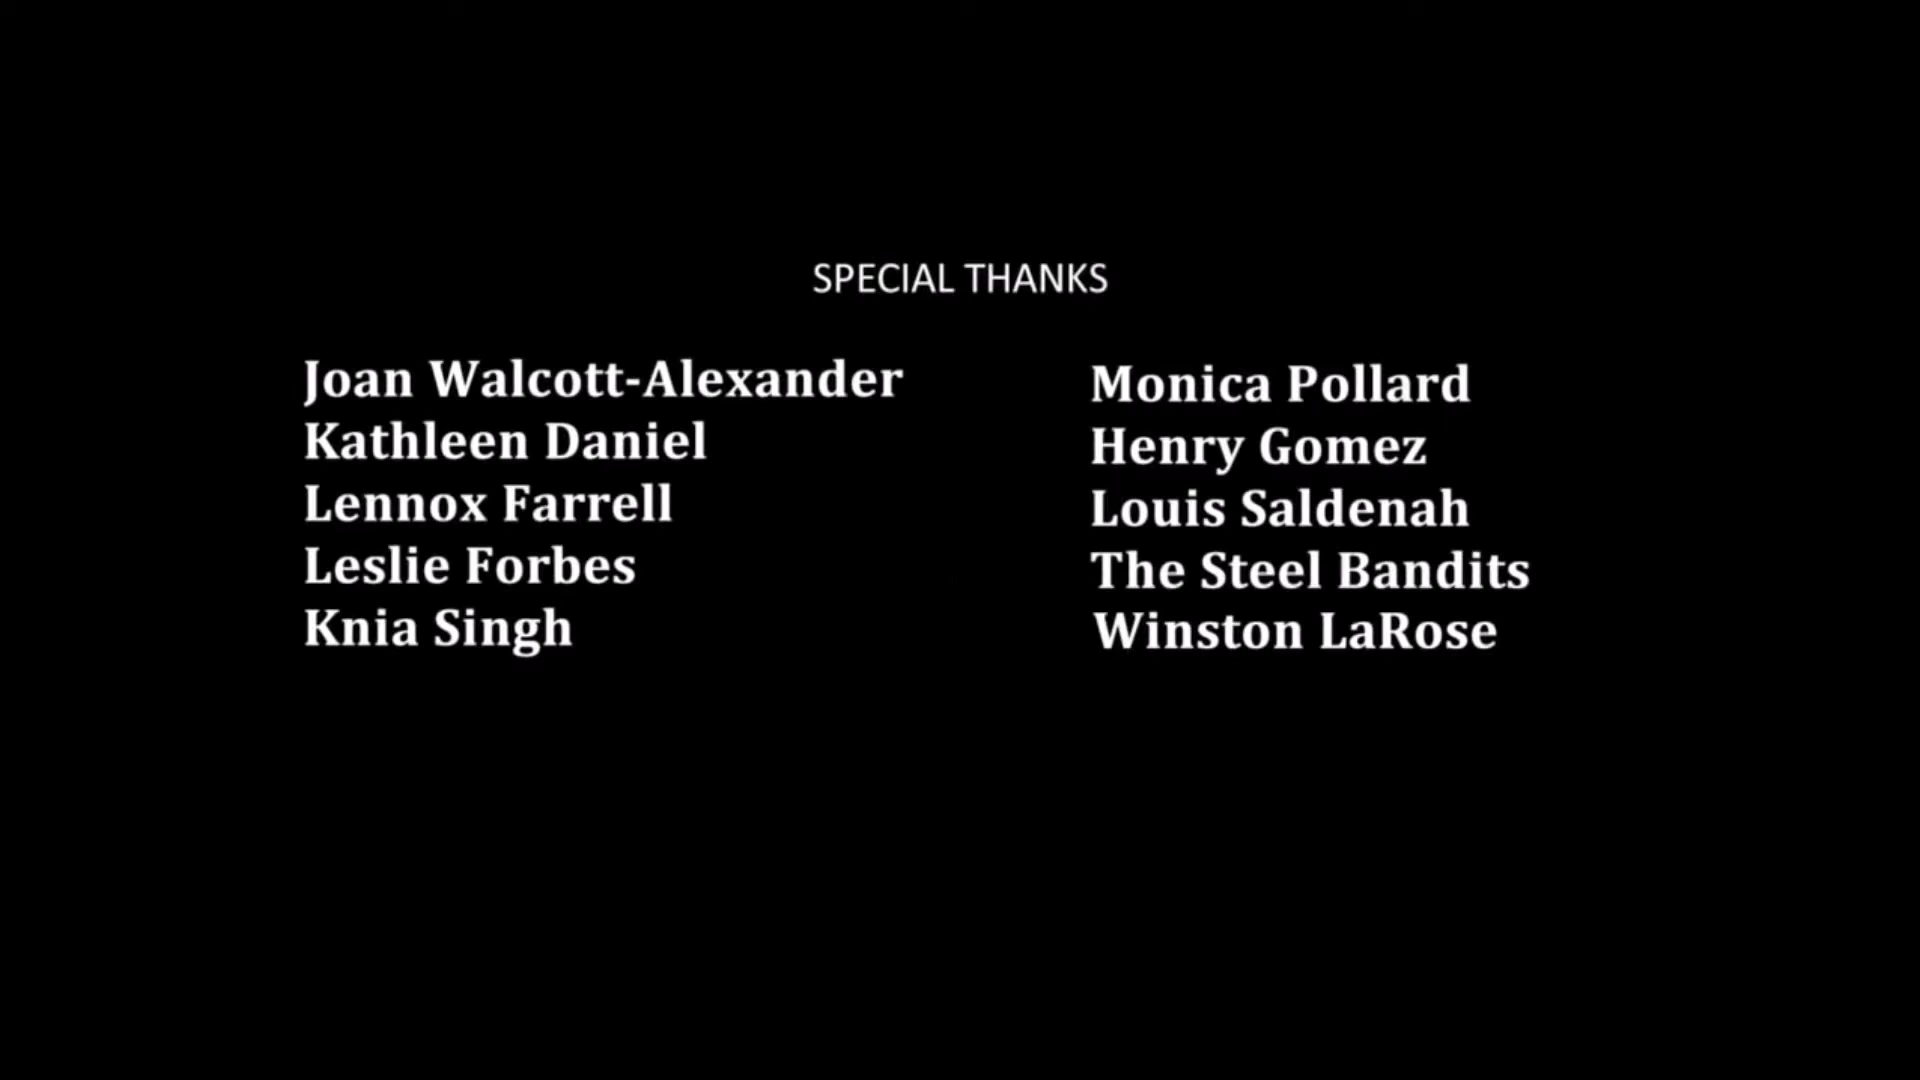 SPECIAL THANKS
Joan Walcott-Alexander
Kathleen Daniel
Lennox Farrell
Leslie Forbes
Knia Singh
Monica Pollard
Henry Gomez
Louis Saldenah
The Steel Bandits
Winston LaRose